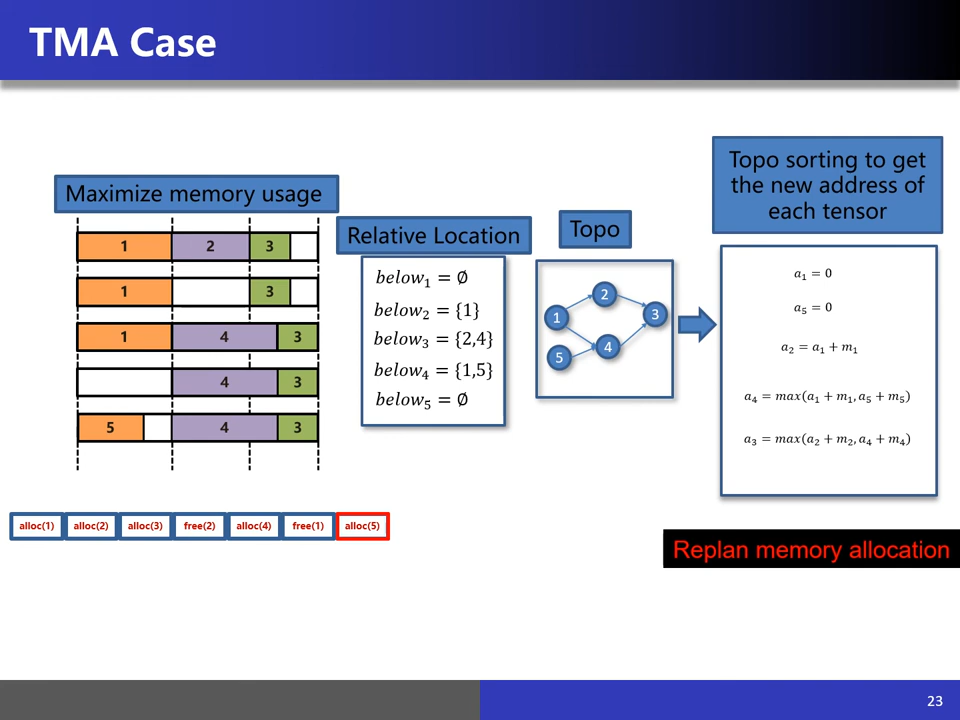 TMA Case
Maximize memory usage
1 2 3
1 3
1 4 3
4 3
5 4 3
alloc(1) alloc(2) alloc(3) free(2) alloc(4) free(1) alloc(5)
Relative Location
below₁ = ∅
below₂ = {1}
below₃ = {2,4}
below₄ = {1,5}
below₅ = ∅
Topo
2
1
3
4
5
Topo sorting to get
the new address of
each tensor
a₁ = 0
a₅ = 0
a₂ = a₁ + m₁
a₄ = max(a₁ + m₁, a₅ + m₅)
a₃ = max(a₂ + m₂, a₄ + m₄)
Replan memory allocation
23